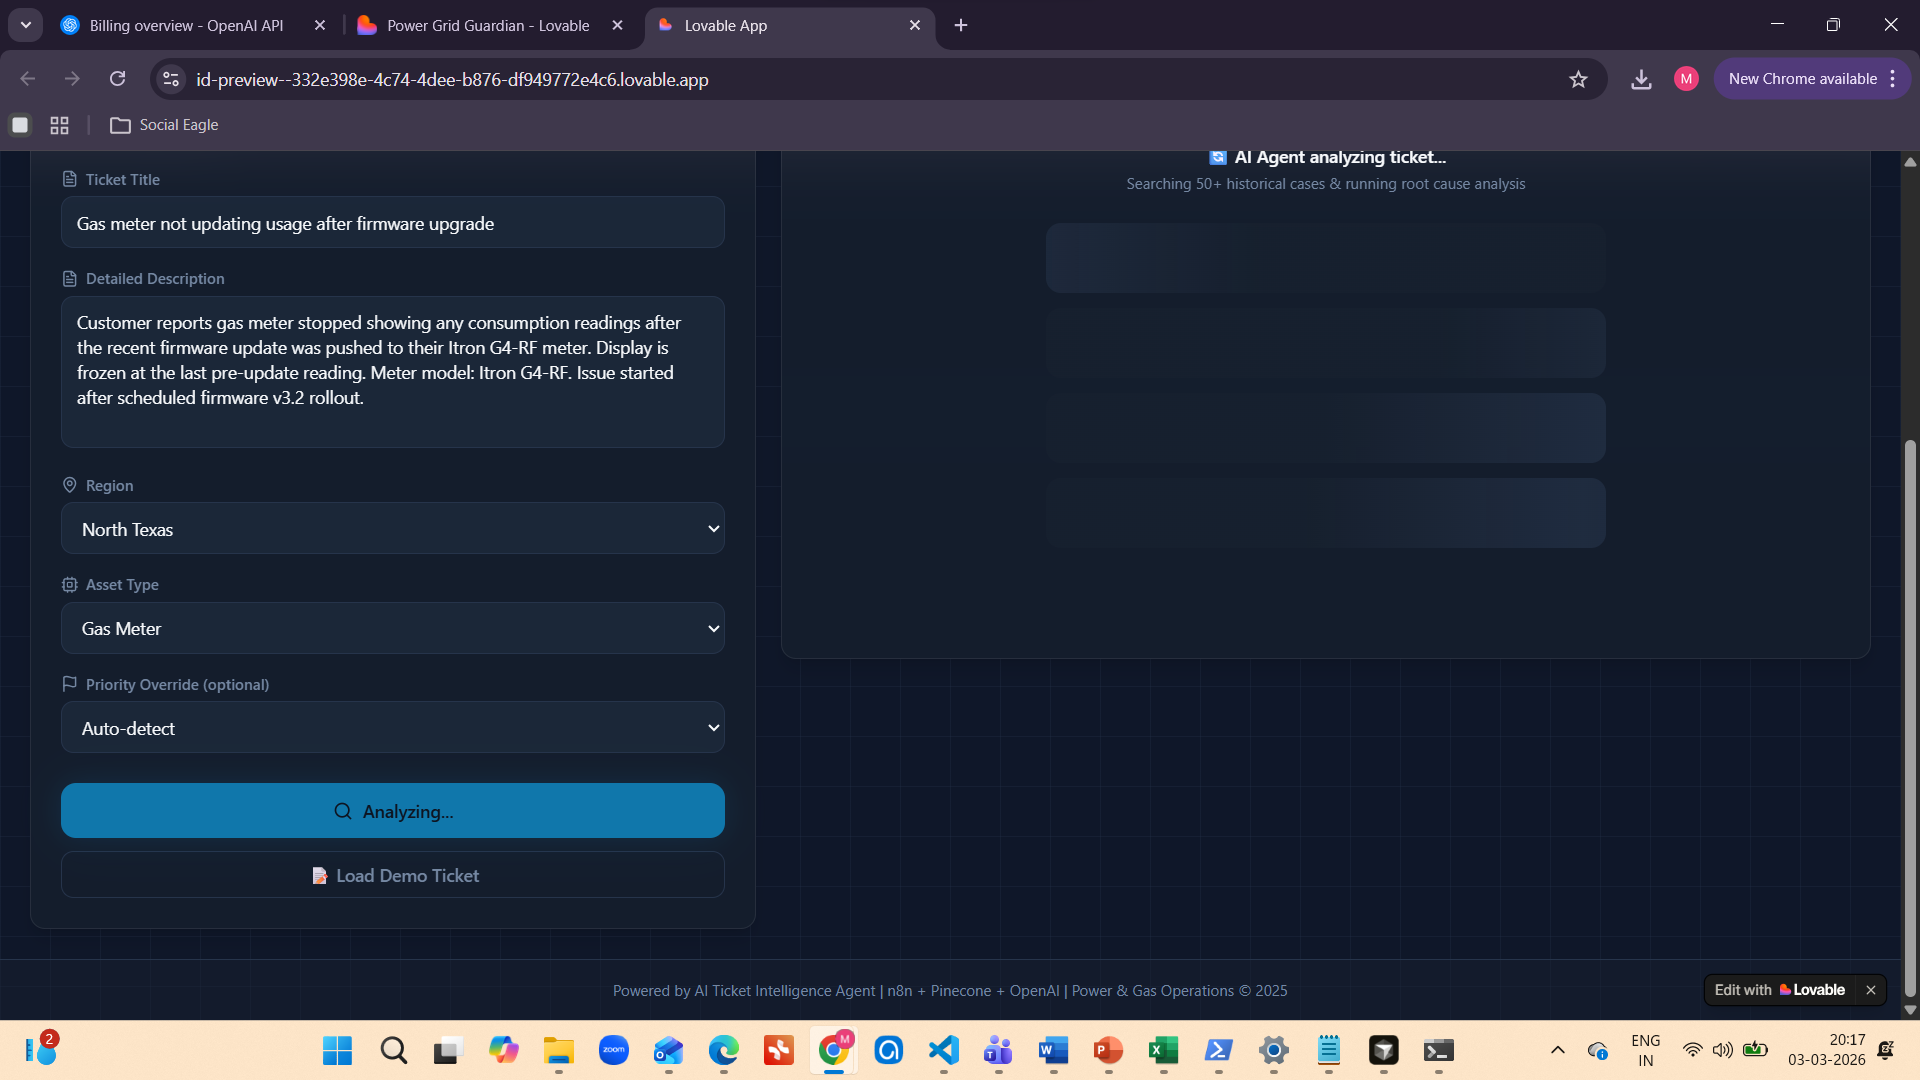 Billing overview - OpenAI API
Power Grid Guardian - Lovable
Lovable App
id-preview--332e398e-4c74-4dee-b876-df949772e4c6.lovable.app
M
New Chrome available
Social Eagle
Ticket Title
Gas meter not updating usage after firmware upgrade
Detailed Description
Customer reports gas meter stopped showing any consumption readings after
the recent firmware update was pushed to their Itron G4-RF meter. Display is
frozen at the last pre-update reading. Meter model: Itron G4-RF. Issue started
after scheduled firmware v3.2 rollout.
Region
North Texas
Asset Type
Gas Meter
Priority Override (optional)
Auto-detect
Analyzing...
Load Demo Ticket
AI Agent analyzing ticket...
Searching 50+ historical cases & running root cause analysis
Powered by AI Ticket Intelligence Agent | n8n + Pinecone + OpenAI | Power & Gas Operations © 2025
Edit with Lovable
2
zoom
M
ENG
IN
20:17
03-03-2026